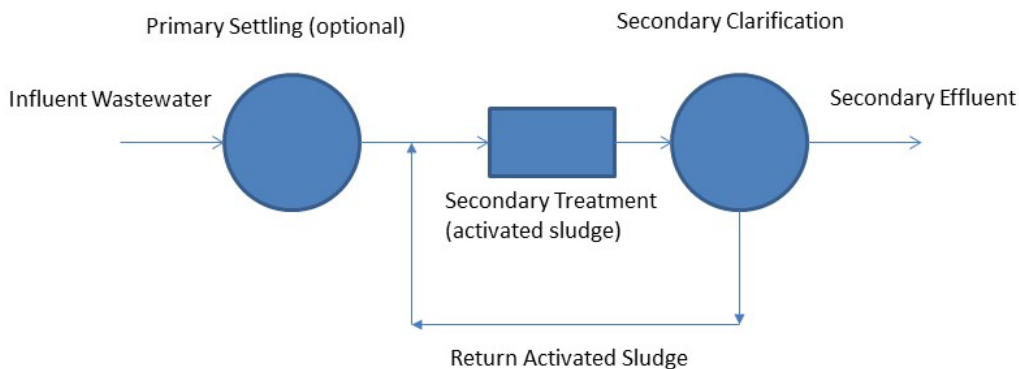 Primary Settling (optional)
Secondary Clarification
Influent Wastewater
Secondary Effluent
Secondary Treatment
(activated sludge)
Return Activated Sludge